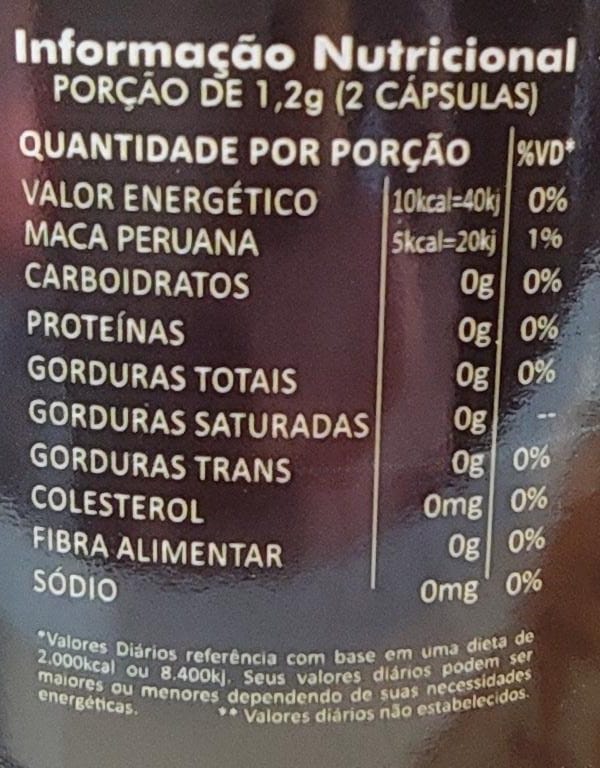 Informação Nutricional
PORÇÃO DE 1,2g (2 CÁPSULAS)
QUANTIDADE POR PORÇÃO %VD*
VALOR ENERGÉTICO 10kcal=40kj 0%
MACA PERUANA 5kcal=20kj 1%
CARBOIDRATOS 0g 0%
PROTEÍNAS 0g 0%
GORDURAS TOTAIS 0g 0%
GORDURAS SATURADAS 0g --
GORDURAS TRANS 0g 0%
COLESTEROL 0mg 0%
FIBRA ALIMENTAR 0g 0%
SÓDIO 0mg 0%
*Valores Diários referência com base em uma dieta de
2.000kcal ou 8.400kj. Seus valores diários podem ser
maiores ou menores dependendo de suas necessidades
energéticas. ** Valores diários não estabelecidos.